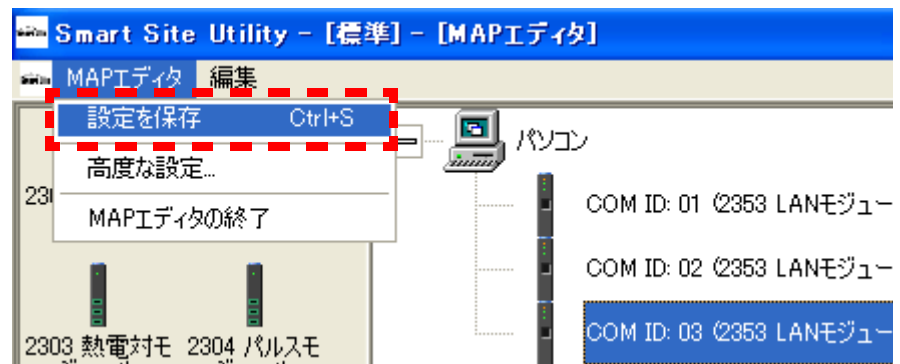 Smart Site Utility - [標準] - [MAPエディタ]
MAPエディタ 編集
設定を保存 Ctrl+S
高度な設定...
MAPエディタの終了
パソコン
COM ID: 01 (2353 LANモジュー
COM ID: 02 (2353 LANモジュー
COM ID: 03 (2353 LANモジュー
2303 熱電対モ
2304 パルスモ